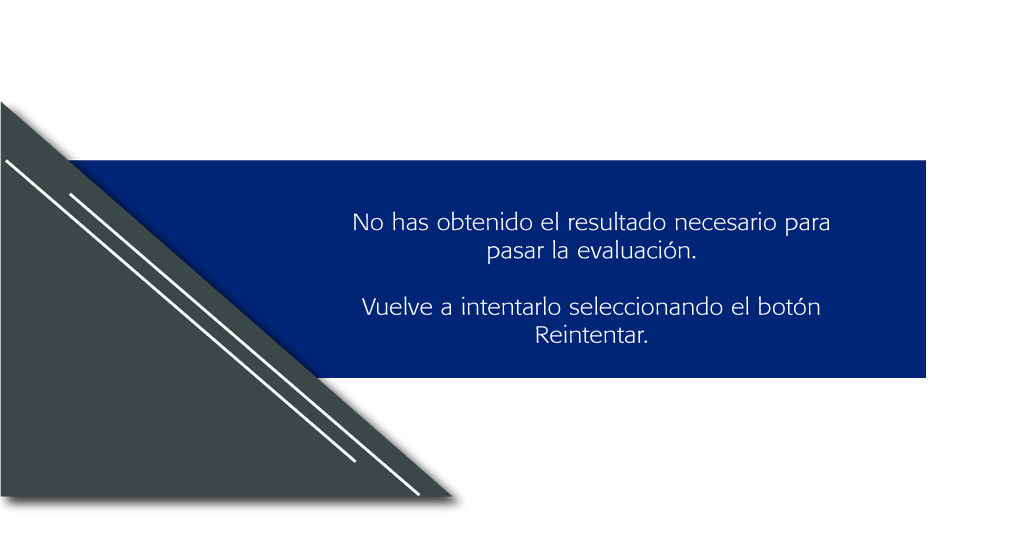 No has obtenido el resultado necesario para
pasar la evaluación.
Vuelve a intentarlo seleccionando el botón
Reintentar.